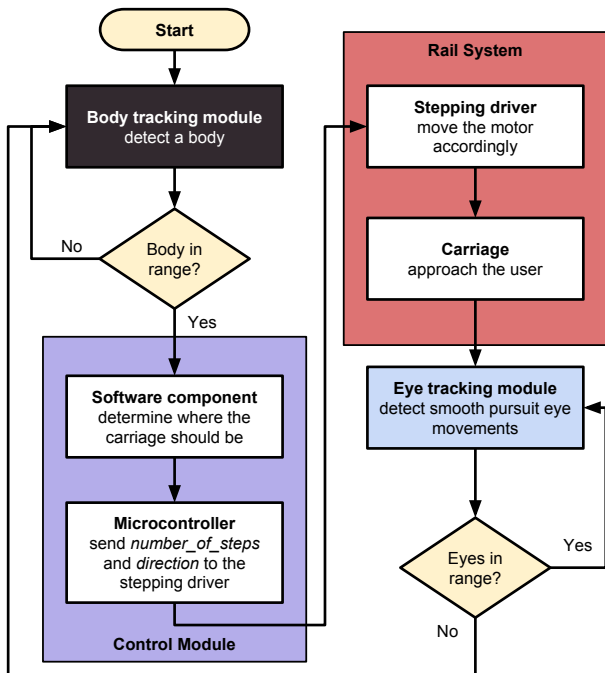 Start
Body tracking module
detect a body
Body in
range?
No
Yes
Software component
determine where the
carriage should be
Microcontroller
send number_of_steps
and direction to the
stepping driver
Control Module
Rail System
Stepping driver
move the motor
accordingly
Carriage
approach the user
Eye tracking module
detect smooth pursuit eye
movements
Eyes in
range?
Yes
No